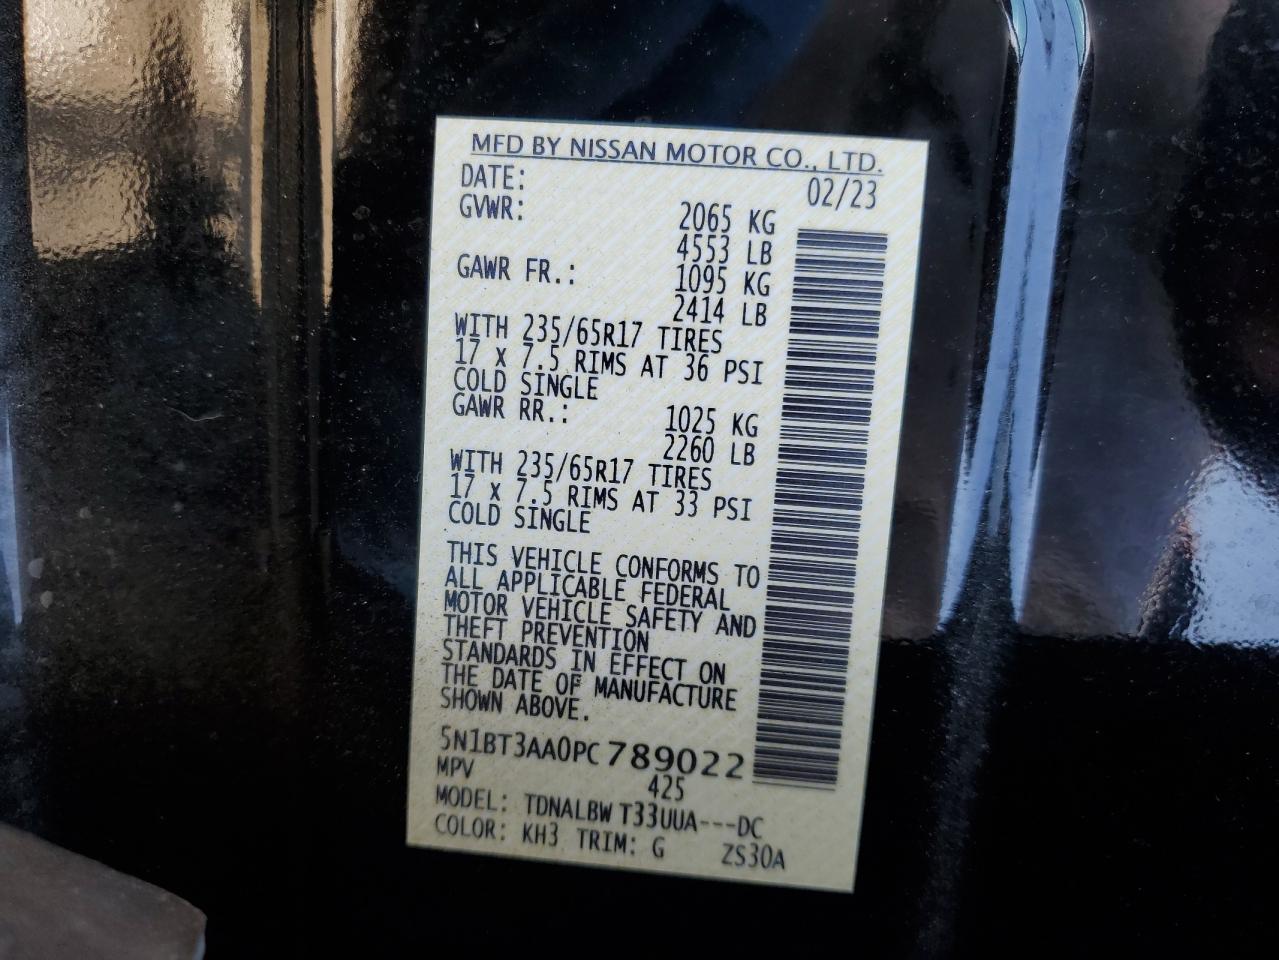 MFD BY NISSAN MOTOR CO., LTD.
DATE: 02/23
GVWR: 2065 KG
4553 LB
GAWR FR.: 1095 KG
2414 LB
WITH 235/65R17 TIRES
17 x 7.5 RIMS AT 36 PSI
COLD SINGLE
GAWR RR.: 1025 KG
2260 LB
WITH 235/65R17 TIRES
17 x 7.5 RIMS AT 33 PSI
COLD SINGLE
THIS VEHICLE CONFORMS TO
ALL APPLICABLE FEDERAL
MOTOR VEHICLE SAFETY AND
THEFT PREVENTION
STANDARDS IN EFFECT ON
THE DATE OF MANUFACTURE
SHOWN ABOVE.
5N1BT3AA0PC789022
MPV 425
MODEL: TDNALBW T33UUA---DC
COLOR: KH3 TRIM: G ZS30A